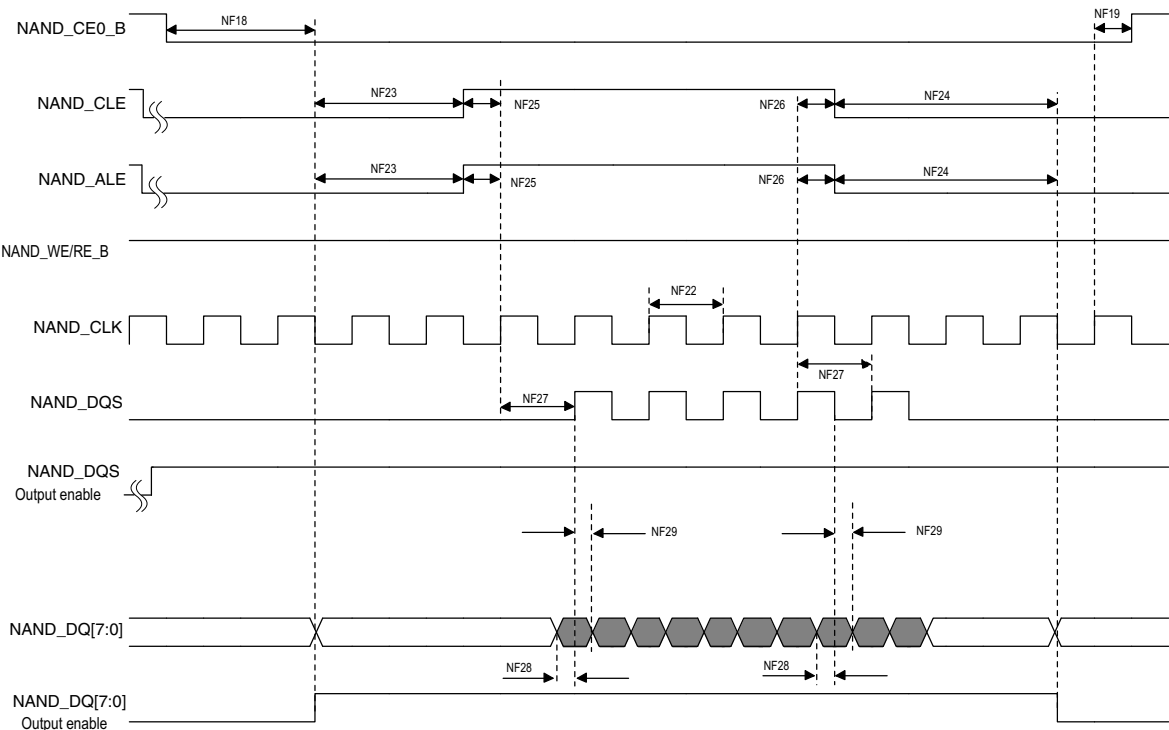 NAND_CE0_B
NF18
NF19
NAND_CLE
NF23
NF25
NF26
NF24
NAND_ALE
NF23
NF25
NF26
NF24
NAND_WE/RE_B
NF22
NAND_CLK
NF27
NAND_DQS
NF27
NAND_DQS
Output enable
NF29
NF29
NAND_DQ[7:0]
NF28
NF28
NAND_DQ[7:0]
Output enable